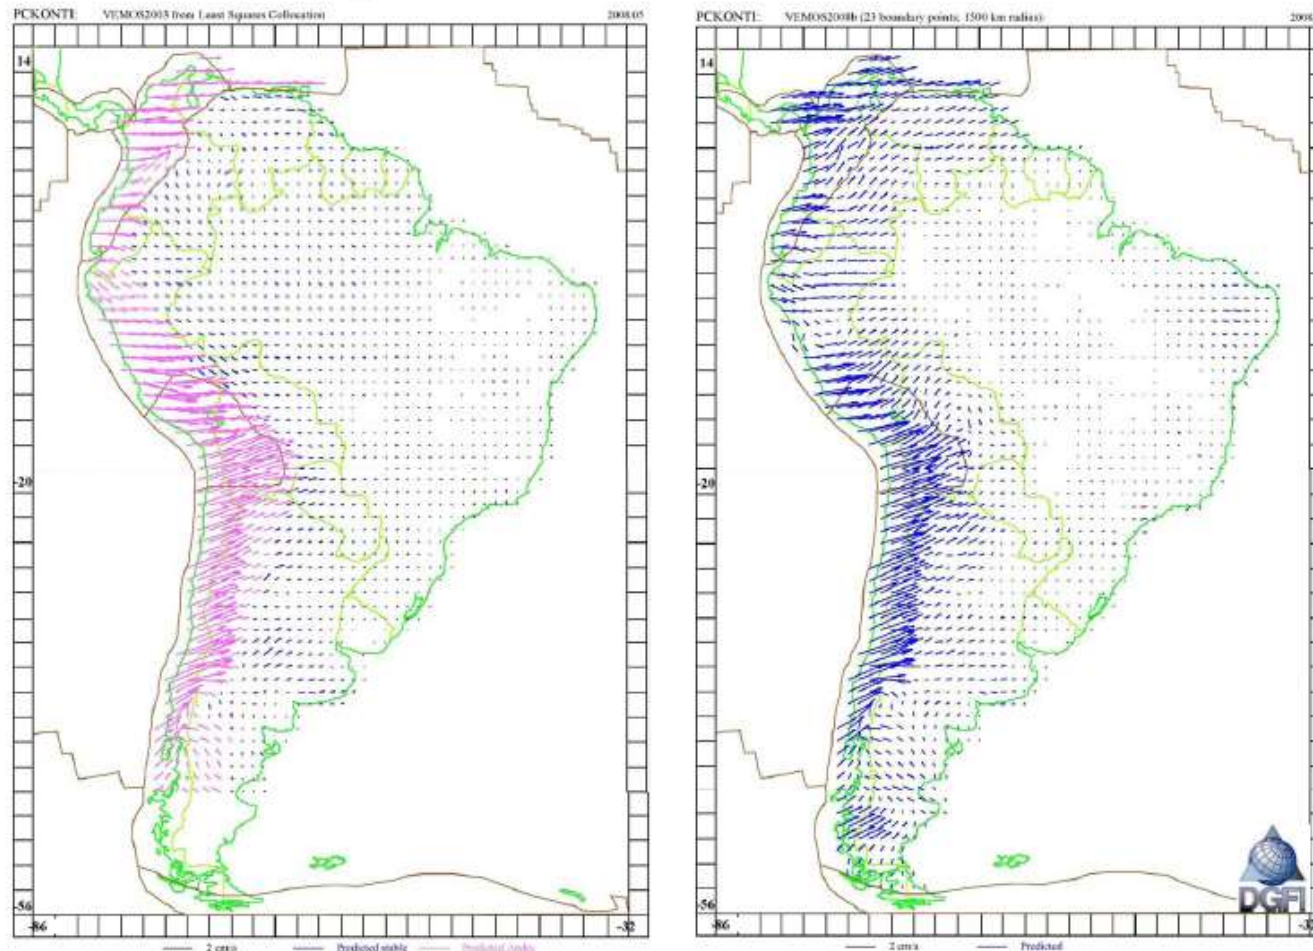 PCKONTI: VEMOS2003 from Least Squares Collocation 2008/05
14
-20
-56
-86 -32
2 cm/a Predicted stable Predicted Andes
PCKONTI: VEMOS2008b (23 boundary points, 1500 km radius)
14
-20
-56
-86
2 cm/a Predicted
DGFI